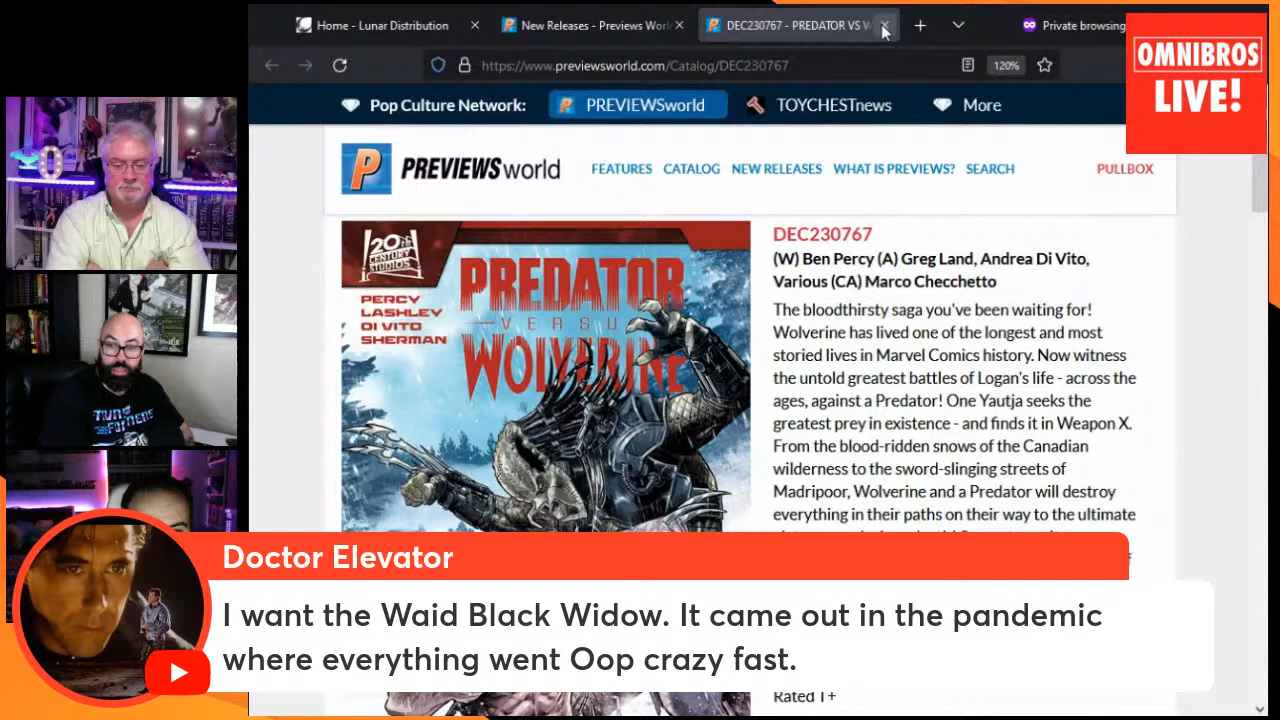 Home - Lunar Distribution
New Releases - Previews Worl
DEC230767 - PREDATOR VS W
Private browsing
https://www.previewsworld.com/Catalog/DEC230767
120%
OMNIBROS
LIVE!
Pop Culture Network:
PREVIEWSworld
TOYCHESTnews
More
P
PREVIEWSworld
FEATURES
CATALOG
NEW RELEASES
WHAT IS PREVIEWS?
SEARCH
PULLBOX
20TH
CENTURY
STUDIOS
PERCY
LASHLEY
DI VITO
SHERMAN
PREDATOR
VERSU
WOLVERINE
DEC230767
(W) Ben Percy (A) Greg Land, Andrea Di Vito,
Various (CA) Marco Checchetto
The bloodthirsty saga you've been waiting for!
Wolverine has lived one of the longest and most
storied lives in Marvel Comics history. Now witness
the untold greatest battles of Logan's life - across the
ages, against a Predator! One Yautja seeks the
greatest prey in existence - and finds it in Weapon X.
From the blood-ridden snows of the Canadian
wilderness to the sword-slinging streets of
Madripoor, Wolverine and a Predator will destroy
everything in their paths on their way to the ultimate
TRANSFORMERS
Doctor Elevator
I want the Waid Black Widow. It came out in the pandemic
where everything went Oop crazy fast.
Rated T+